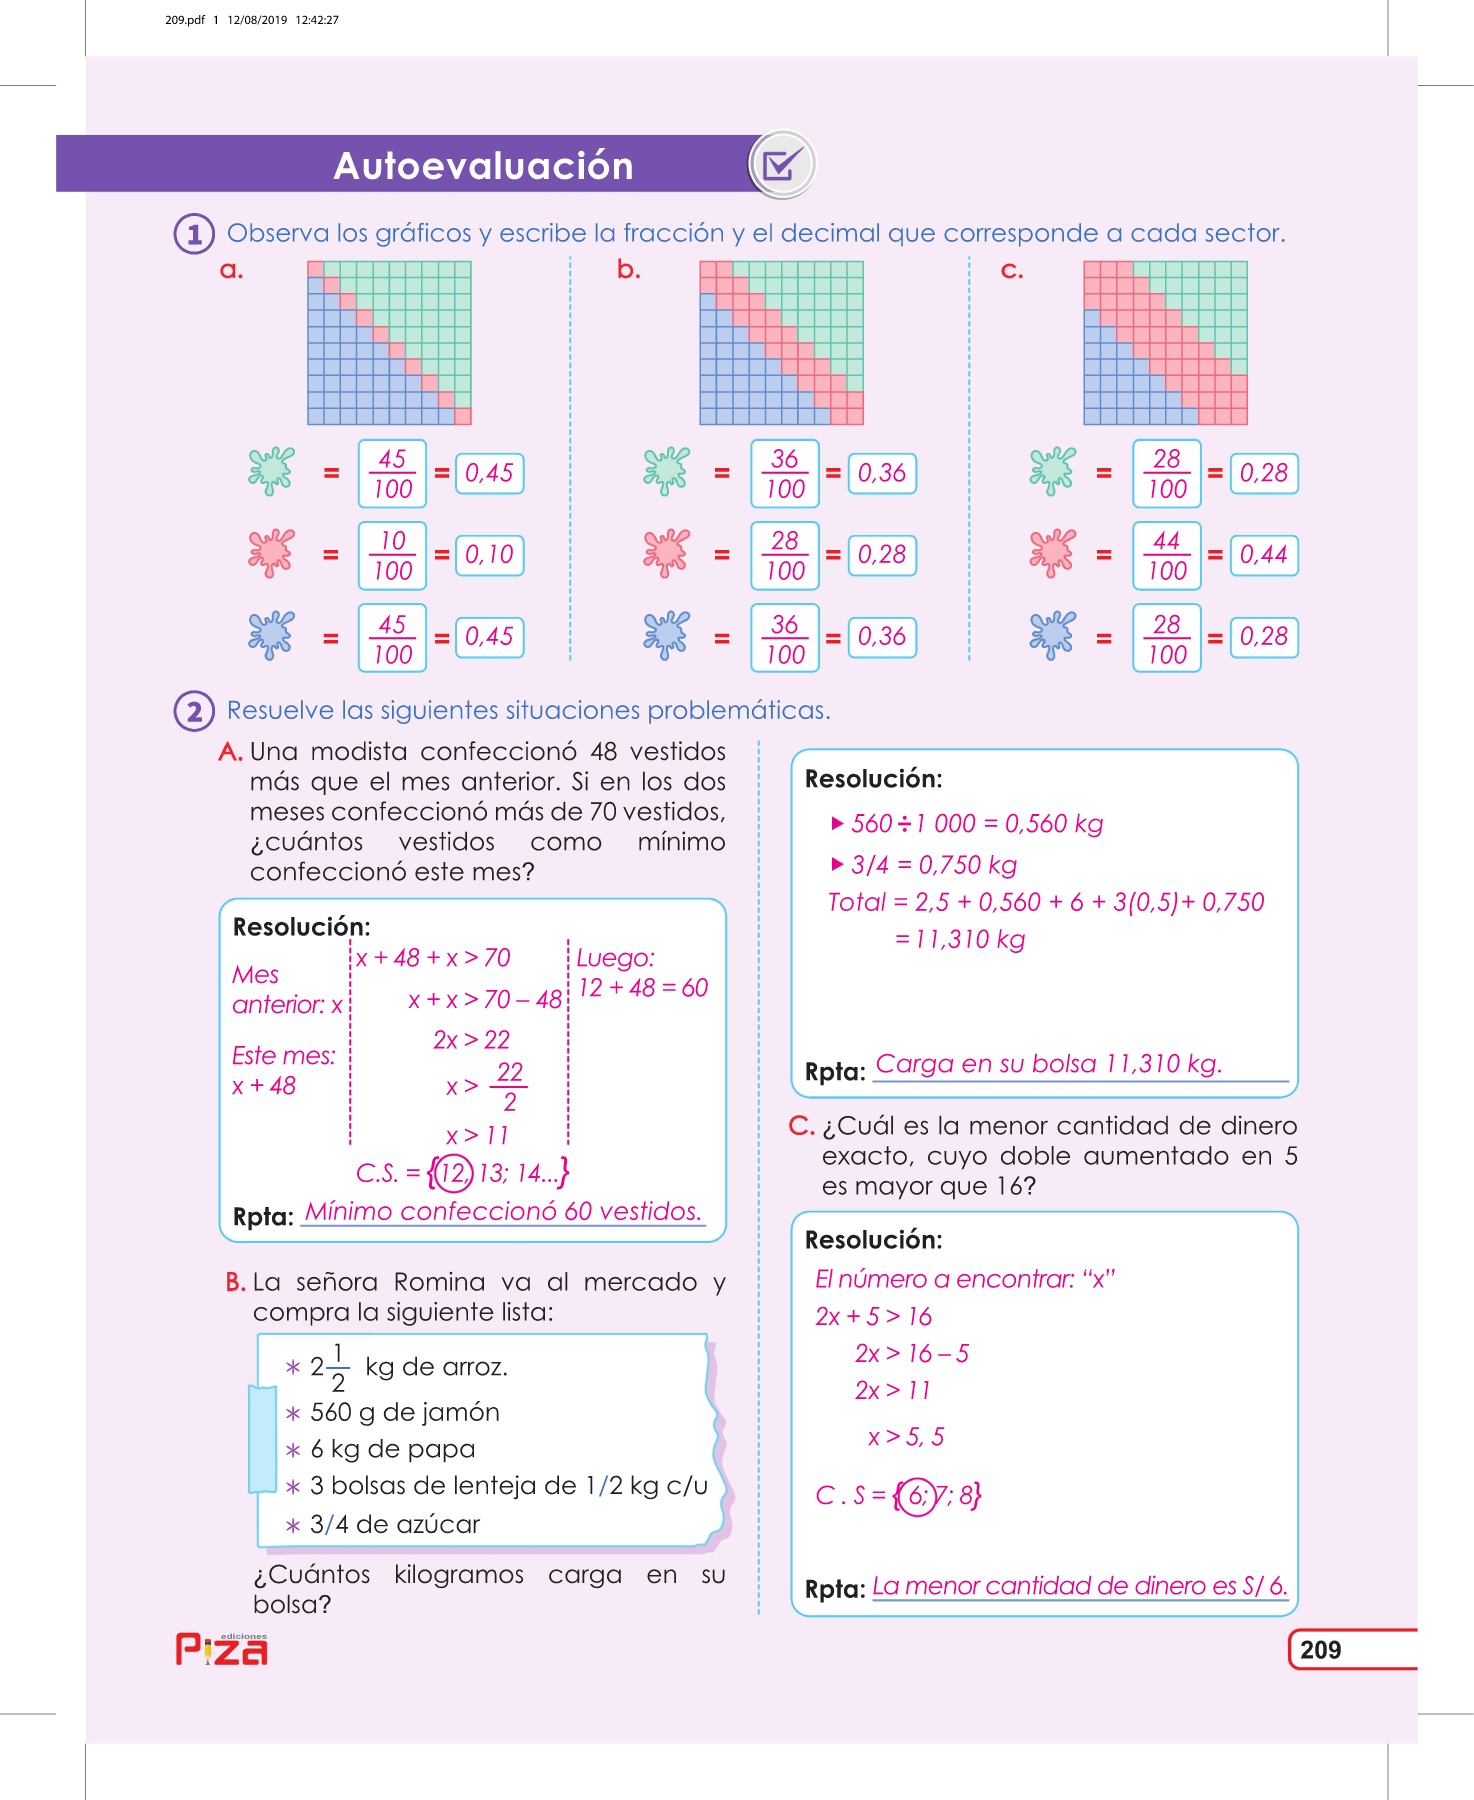 209.pdf 1 12/08/2019 12:42:27
Autoevaluación
1 Observa los gráficos y escribe la fracción y el decimal que corresponde a cada sector.
a.
b.
c.
= 45/100 = 0,45
= 36/100 = 0,36
= 28/100 = 0,28
= 10/100 = 0,10
= 28/100 = 0,28
= 44/100 = 0,44
= 45/100 = 0,45
= 36/100 = 0,36
= 28/100 = 0,28
2 Resuelve las siguientes situaciones problemáticas.
A. Una modista confeccionó 48 vestidos
más que el mes anterior. Si en los dos
meses confeccionó más de 70 vestidos,
¿cuántos vestidos como mínimo
confeccionó este mes?
Resolución:
Mes
anterior: x
Este mes:
x + 48
x + 48 + x > 70
x + x > 70 – 48
2x > 22
x > 22/2
x > 11
C.S. = {12, 13; 14...}
Luego:
12 + 48 = 60
Rpta: Mínimo confeccionó 60 vestidos.
B. La señora Romina va al mercado y
compra la siguiente lista:
* 2 1/2 kg de arroz.
* 560 g de jamón
* 6 kg de papa
* 3 bolsas de lenteja de 1/2 kg c/u
* 3/4 de azúcar
¿Cuántos kilogramos carga en su
bolsa?
Resolución:
▶ 560 ÷ 1 000 = 0,560 kg
▶ 3/4 = 0,750 kg
Total = 2,5 + 0,560 + 6 + 3(0,5)+ 0,750
= 11,310 kg
Rpta: Carga en su bolsa 11,310 kg.
C. ¿Cuál es la menor cantidad de dinero
exacto, cuyo doble aumentado en 5
es mayor que 16?
Resolución:
El número a encontrar: “x”
2x + 5 > 16
2x > 16 – 5
2x > 11
x > 5, 5
C . S = {6; 7; 8}
Rpta: La menor cantidad de dinero es S/ 6.
ediciones
Piza
209